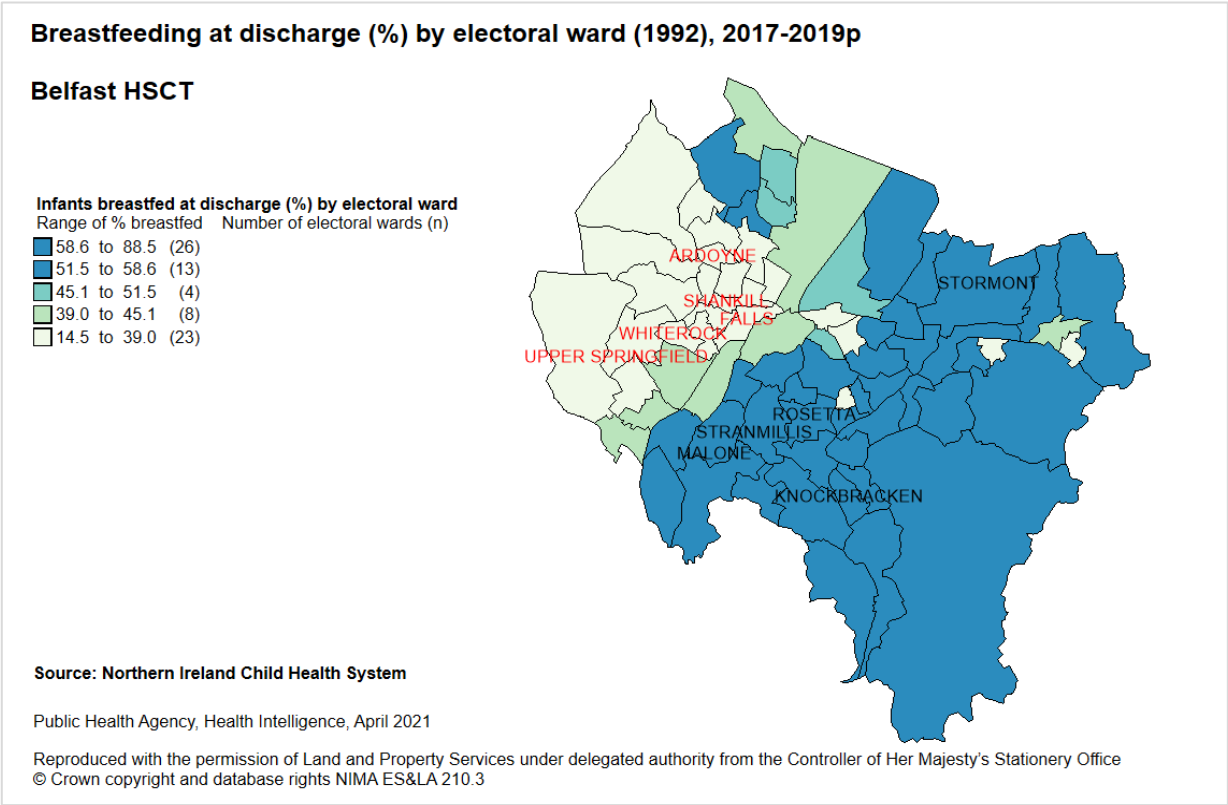 Breastfeeding at discharge (%) by electoral ward (1992), 2017-2019p
Belfast HSCT
Infants breastfed at discharge (%) by electoral ward
Range of % breastfed Number of electoral wards (n)
58.6 to 88.5 (26)
51.5 to 58.6 (13)
45.1 to 51.5 (4)
39.0 to 45.1 (8)
14.5 to 39.0 (23)
ARDOYNE
STORMONT
SHANKILL
FALLS
WHITEROCK
UPPER SPRINGFIELD
ROSETTA
STRANMILLIS
MALONE
KNOCKBRACKEN
Source: Northern Ireland Child Health System
Public Health Agency, Health Intelligence, April 2021
Reproduced with the permission of Land and Property Services under delegated authority from the Controller of Her Majesty’s Stationery Office
© Crown copyright and database rights NIMA ES&LA 210.3